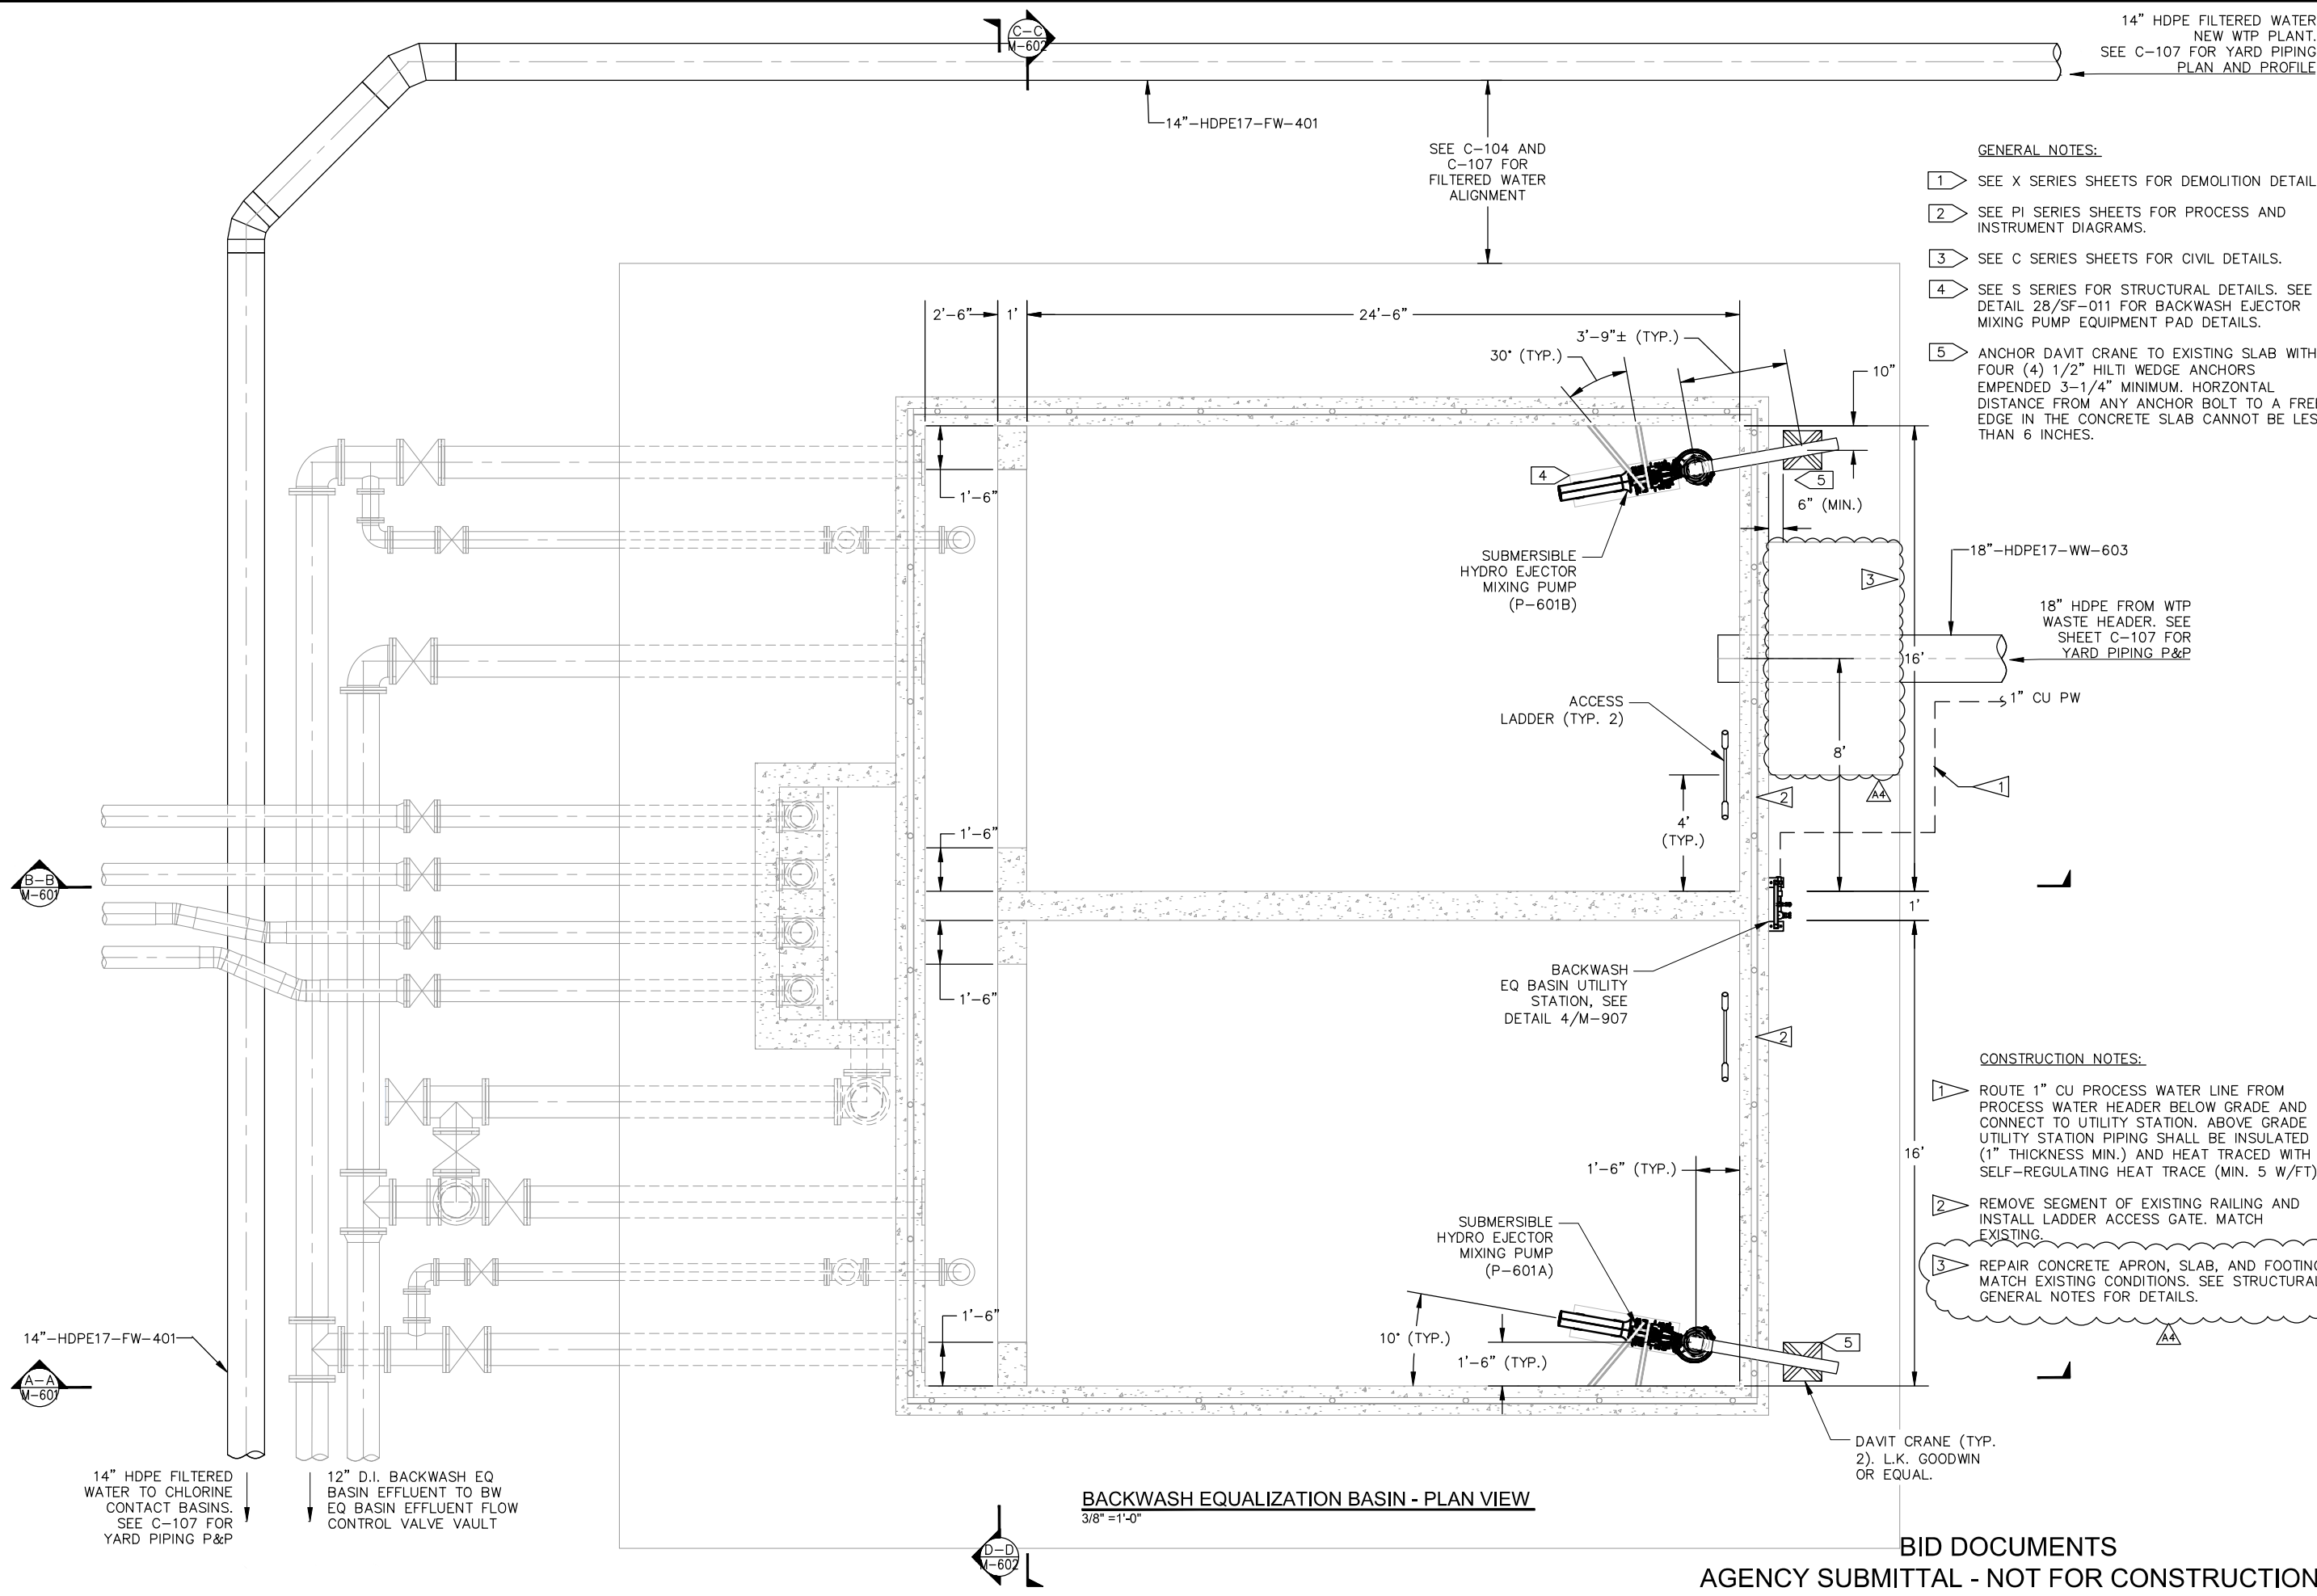 C-C
M-602
14" HDPE FILTERED WATER
NEW WTP PLANT.
SEE C-107 FOR YARD PIPING
PLAN AND PROFILE
14"-HDPE17-FW-401
SEE C-104 AND
C-107 FOR
FILTERED WATER
ALIGNMENT
GENERAL NOTES:
1 SEE X SERIES SHEETS FOR DEMOLITION DETAIL
2 SEE PI SERIES SHEETS FOR PROCESS AND
INSTRUMENT DIAGRAMS.
3 SEE C SERIES SHEETS FOR CIVIL DETAILS.
4 SEE S SERIES FOR STRUCTURAL DETAILS. SEE
DETAIL 28/SF-011 FOR BACKWASH EJECTOR
MIXING PUMP EQUIPMENT PAD DETAILS.
5 ANCHOR DAVIT CRANE TO EXISTING SLAB WITH
FOUR (4) 1/2" HILTI WEDGE ANCHORS
EMPENDED 3-1/4" MINIMUM. HORZONTAL
DISTANCE FROM ANY ANCHOR BOLT TO A FREE
EDGE IN THE CONCRETE SLAB CANNOT BE LES
THAN 6 INCHES.
2'-6"
1'
24'-6"
3'-9"± (TYP.)
30° (TYP.)
10"
1'-6"
4
5
6" (MIN.)
SUBMERSIBLE
HYDRO EJECTOR
MIXING PUMP
(P-601B)
3
18"-HDPE17-WW-603
18" HDPE FROM WTP
WASTE HEADER. SEE
SHEET C-107 FOR
YARD PIPING P&P
16'
1" CU PW
ACCESS
LADDER (TYP. 2)
8'
2
A4
1
4'
(TYP.)
1'-6"
B-B
M-601
1'
1'-6"
BACKWASH
EQ BASIN UTILITY
STATION, SEE
DETAIL 4/M-907
2
CONSTRUCTION NOTES:
1 ROUTE 1" CU PROCESS WATER LINE FROM
PROCESS WATER HEADER BELOW GRADE AND
CONNECT TO UTILITY STATION. ABOVE GRADE
UTILITY STATION PIPING SHALL BE INSULATED
(1" THICKNESS MIN.) AND HEAT TRACED WITH
SELF-REGULATING HEAT TRACE (MIN. 5 W/FT)
2 REMOVE SEGMENT OF EXISTING RAILING AND
INSTALL LADDER ACCESS GATE. MATCH
EXISTING.
3 REPAIR CONCRETE APRON, SLAB, AND FOOTING
MATCH EXISTING CONDITIONS. SEE STRUCTURAL
GENERAL NOTES FOR DETAILS.
A4
16'
1'-6" (TYP.)
SUBMERSIBLE
HYDRO EJECTOR
MIXING PUMP
(P-601A)
1'-6"
10° (TYP.)
1'-6" (TYP.)
5
14"-HDPE17-FW-401
A-A
M-601
DAVIT CRANE (TYP.
2). L.K. GOODWIN
OR EQUAL.
14" HDPE FILTERED
WATER TO CHLORINE
CONTACT BASINS.
SEE C-107 FOR
YARD PIPING P&P
12" D.I. BACKWASH EQ
BASIN EFFLUENT TO BW
EQ BASIN EFFLUENT FLOW
CONTROL VALVE VAULT
BACKWASH EQUALIZATION BASIN - PLAN VIEW
3/8" =1'-0"
D-D
M-602
BID DOCUMENTS
AGENCY SUBMITTAL - NOT FOR CONSTRUCTION